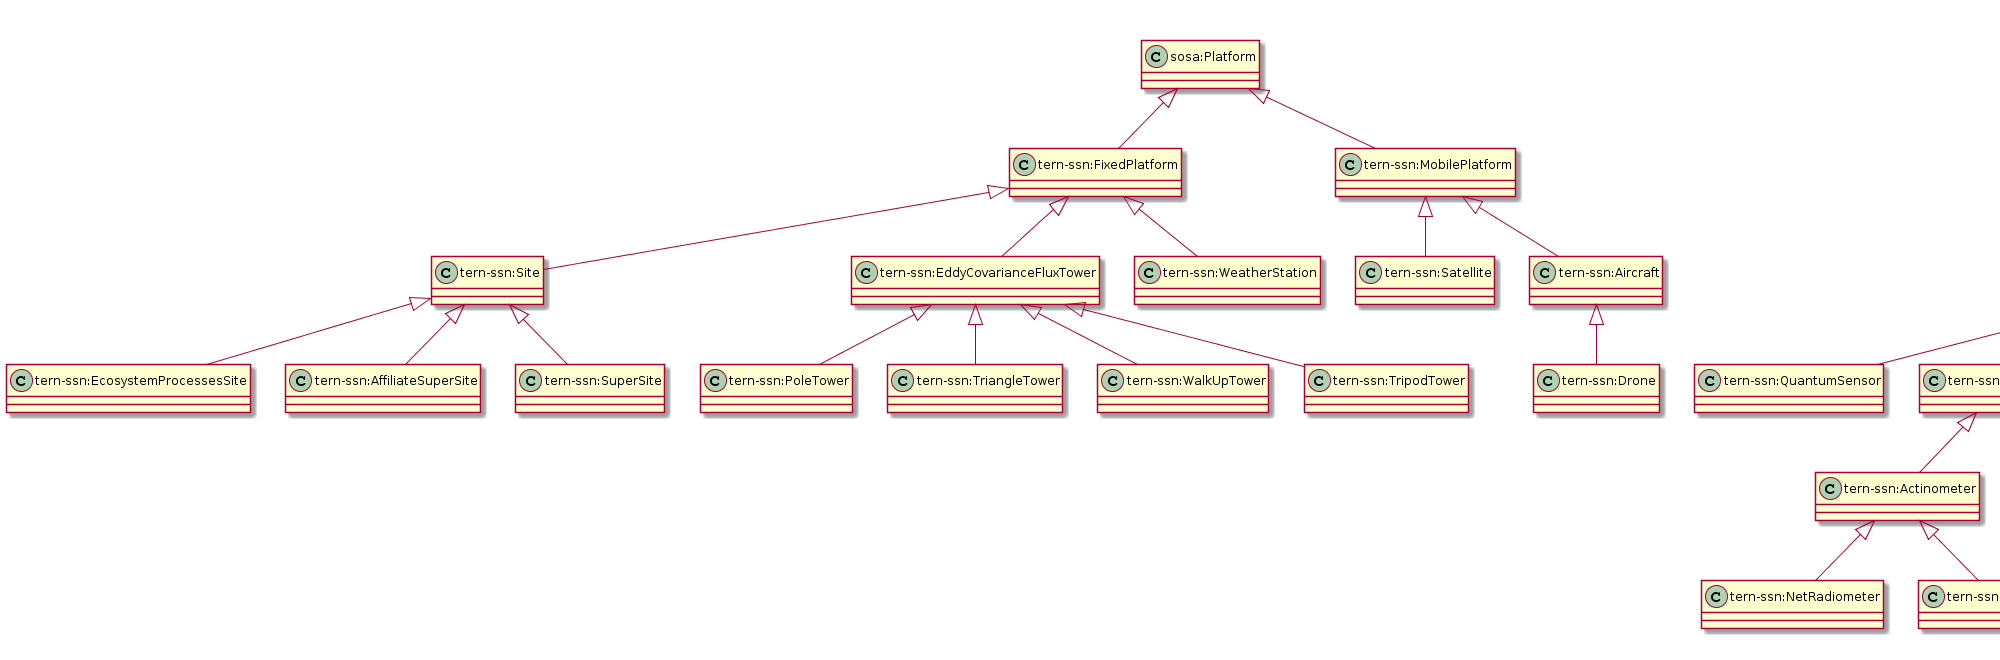 C sosa:Platform
C tern-ssn:FixedPlatform
C tern-ssn:MobilePlatform
C tern-ssn:Site
C tern-ssn:EddyCovarianceFluxTower
C tern-ssn:WeatherStation
C tern-ssn:Satellite
C tern-ssn:Aircraft
C tern-ssn:EcosystemProcessesSite
C tern-ssn:AffiliateSuperSite
C tern-ssn:SuperSite
C tern-ssn:PoleTower
C tern-ssn:TriangleTower
C tern-ssn:WalkUpTower
C tern-ssn:TripodTower
C tern-ssn:Drone
C tern-ssn:QuantumSensor
C tern-ssn
C tern-ssn:Actinometer
C tern-ssn:NetRadiometer
C tern-ssn